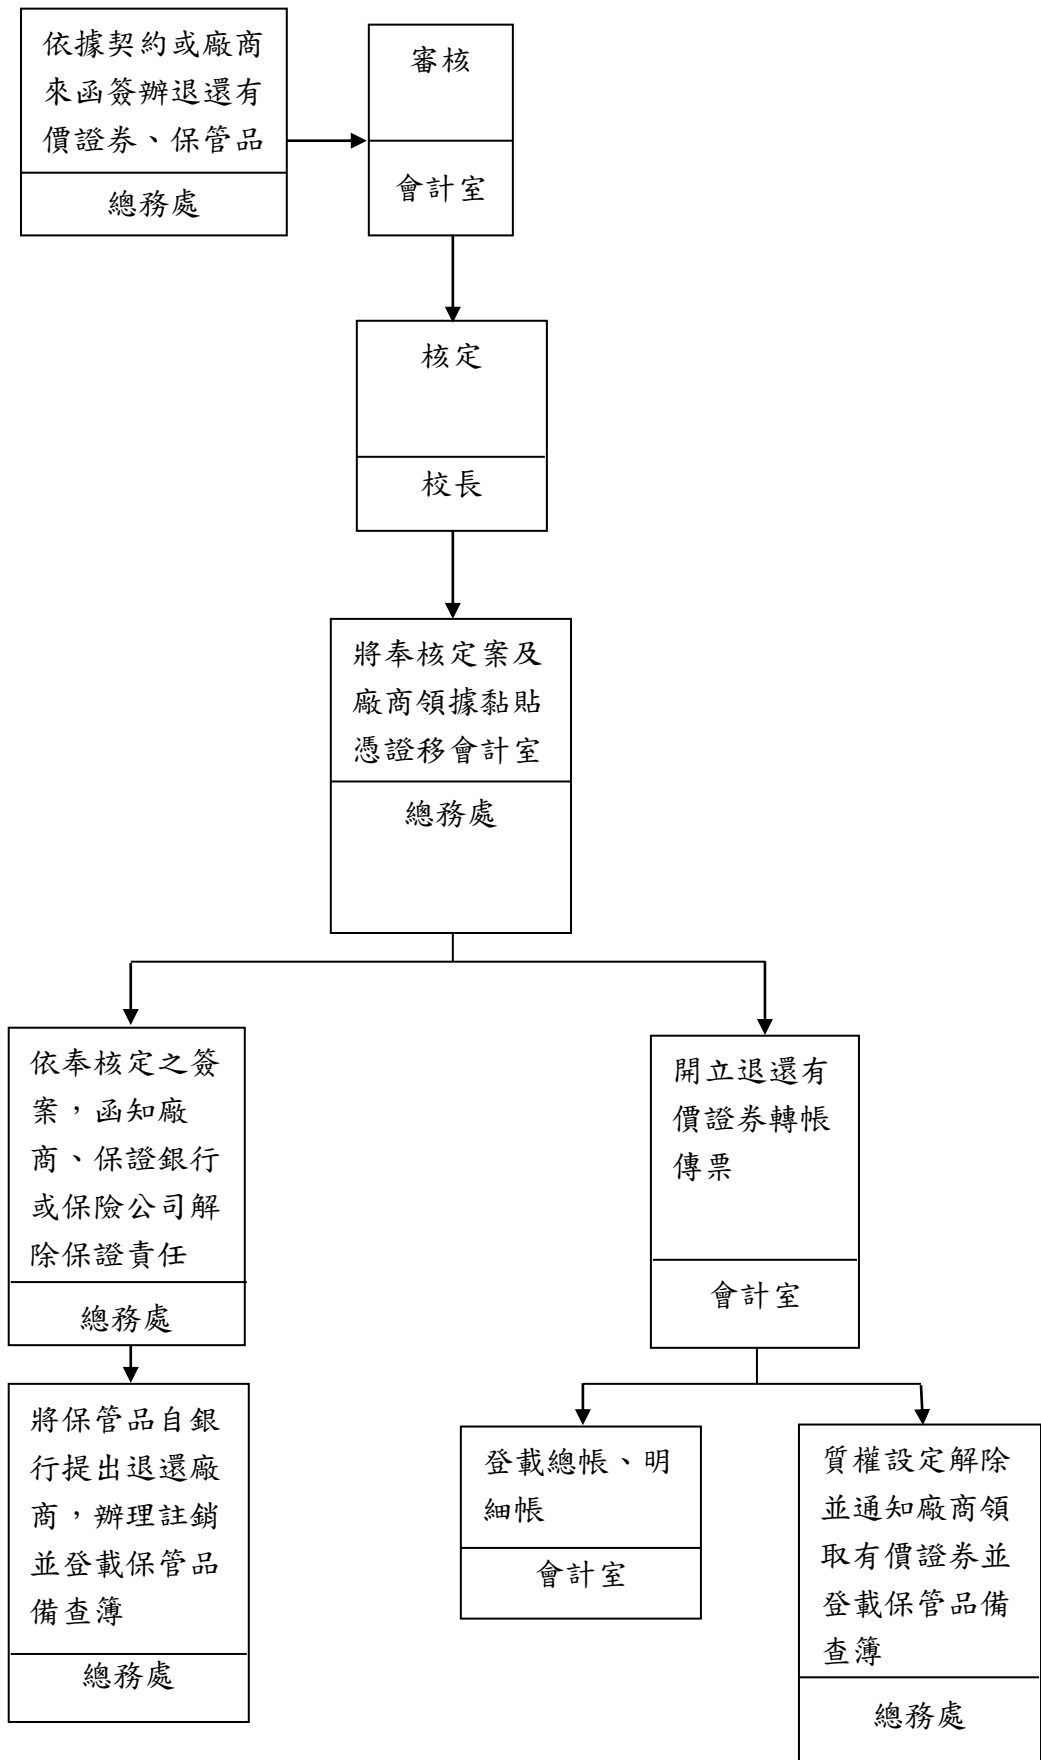 依據契約或廠商
來函簽辦退還有
價證券、保管品
總務處
審核
會計室
核定
校長
將奉核定案及
廠商領據黏貼
憑證移會計室
總務處
依奉核定之簽
案，函知廠
商、保證銀行
或保險公司解
除保證責任
總務處
將保管品自銀
行提出退還廠
商，辦理註銷
並登載保管品
備查簿
總務處
開立退還有
價證券轉帳
傳票
會計室
登載總帳、明
細帳
會計室
質權設定解除
並通知廠商領
取有價證券並
登載保管品備
查簿
總務處